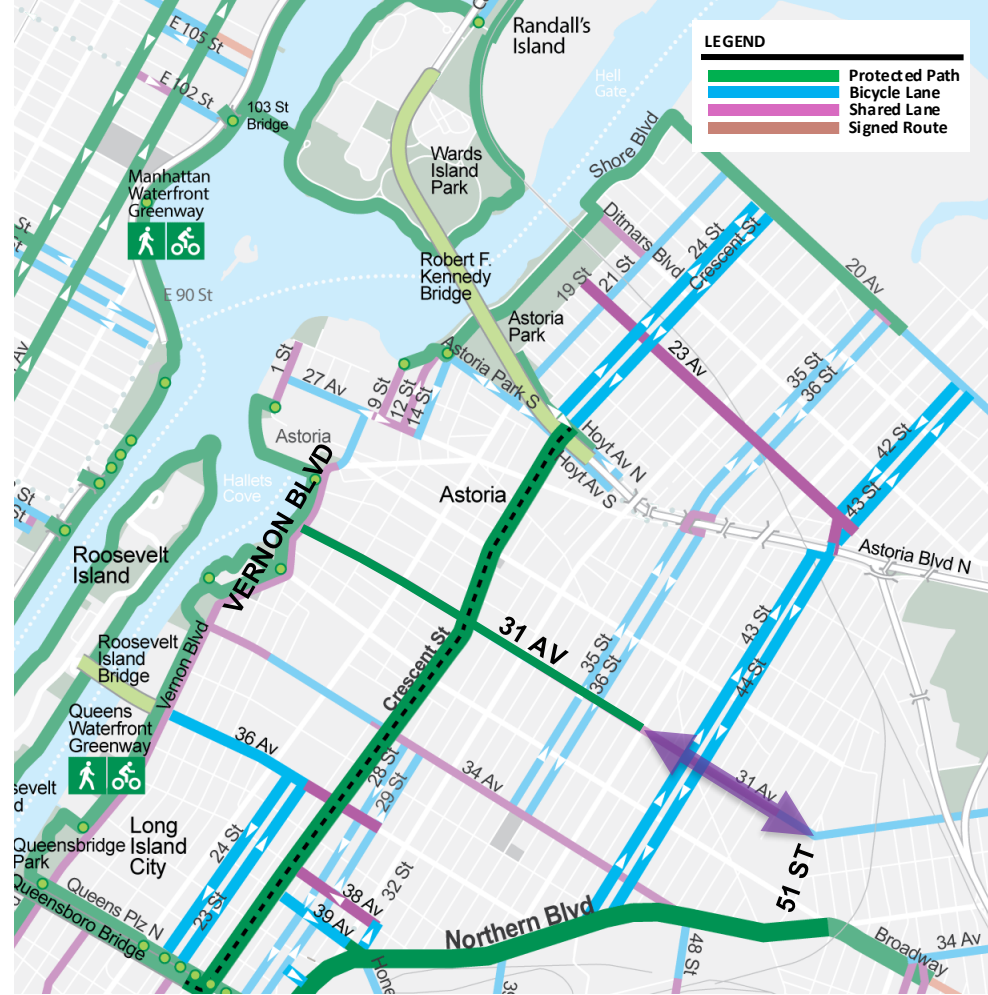 Randall's
Island
LEGEND
Protected Path
Bicycle Lane
Shared Lane
Signed Route
E 105 St
E 102 St
103 St
Bridge
Hell
Gate
Shore Blvd
Wards
Island
Park
Manhattan
Waterfront
Greenway
St
Ditmars Blvd
24 St
Crescent St
20 Av
Robert F.
Kennedy
Bridge
19 St
21 St
E 90 St
Astoria
Park
Av
1 St
27 Av
9 St
12 St
14 St
Astoria Park S
23 Av
35 St
36 St
42 St
43 St
Astoria
Hoyt Av N
Hoyt Av S
Hallets
Cove
VERNON BLVD
Astoria
St
St
Astoria Blvd N
Roosevelt
Island
31 AV
43 St
44 St
35 St
36 St
Crescent St
Roosevelt
Island
Bridge
Vernon Blvd
Queens
Waterfront
Greenway
36 Av
28 St
29 St
34 Av
31 Av
sevelt
d
Queensbridge
Park
Long
Island
City
24 St
23 St
32 St
38 Av
39 Av
51 ST
Queens Plz N
Queensboro Bridge
Northern Blvd
Broadway
34 Av
48 St
Hone